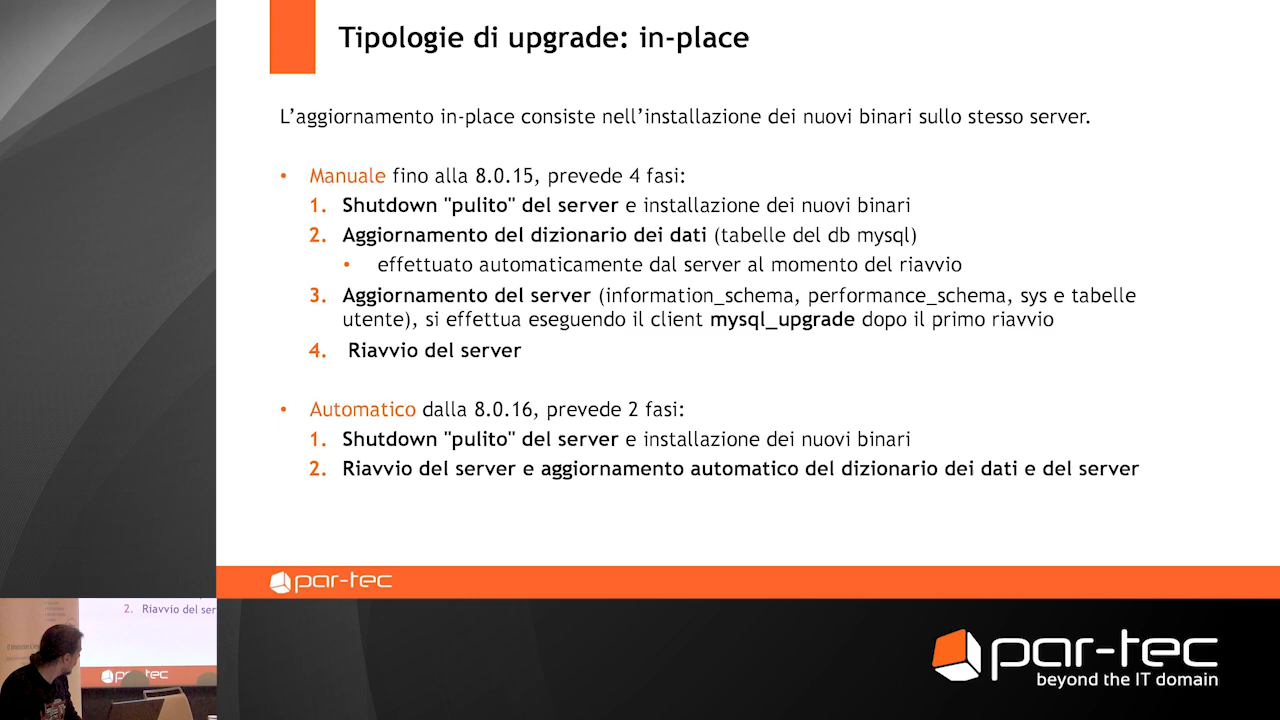 Tipologie di upgrade: in-place
L’aggiornamento in-place consiste nell’installazione dei nuovi binari sullo stesso server.
• Manuale fino alla 8.0.15, prevede 4 fasi:
1. Shutdown "pulito" del server e installazione dei nuovi binari
2. Aggiornamento del dizionario dei dati (tabelle del db mysql)
• effettuato automaticamente dal server al momento del riavvio
3. Aggiornamento del server (information_schema, performance_schema, sys e tabelle
utente), si effettua eseguendo il client mysql_upgrade dopo il primo riavvio
4. Riavvio del server
• Automatico dalla 8.0.16, prevede 2 fasi:
1. Shutdown "pulito" del server e installazione dei nuovi binari
2. Riavvio del server e aggiornamento automatico del dizionario dei dati e del server
par-tec
2. Riavvio del ser
par-tec
par-tec
beyond the IT domain